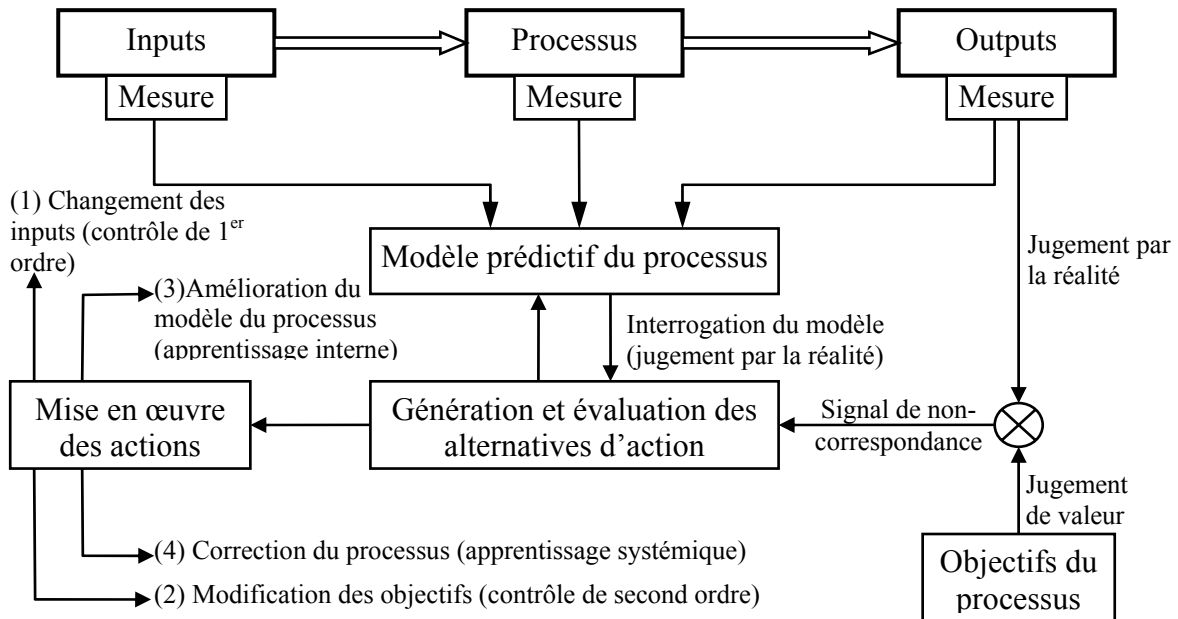 Inputs
Processus
Outputs
Mesure
Mesure
Mesure
(1) Changement des
inputs (contrôle de 1er
ordre)
Modèle prédictif du processus
Jugement par
la réalité
(3)Amélioration du
modèle du processus
(apprentissage interne)
Interrogation du modèle
(jugement par la réalité)
Mise en œuvre
des actions
Génération et évaluation des
alternatives d’action
Signal de non-
correspondance
Jugement
de valeur
(4) Correction du processus (apprentissage systémique)
(2) Modification des objectifs (contrôle de second ordre)
Objectifs du
processus